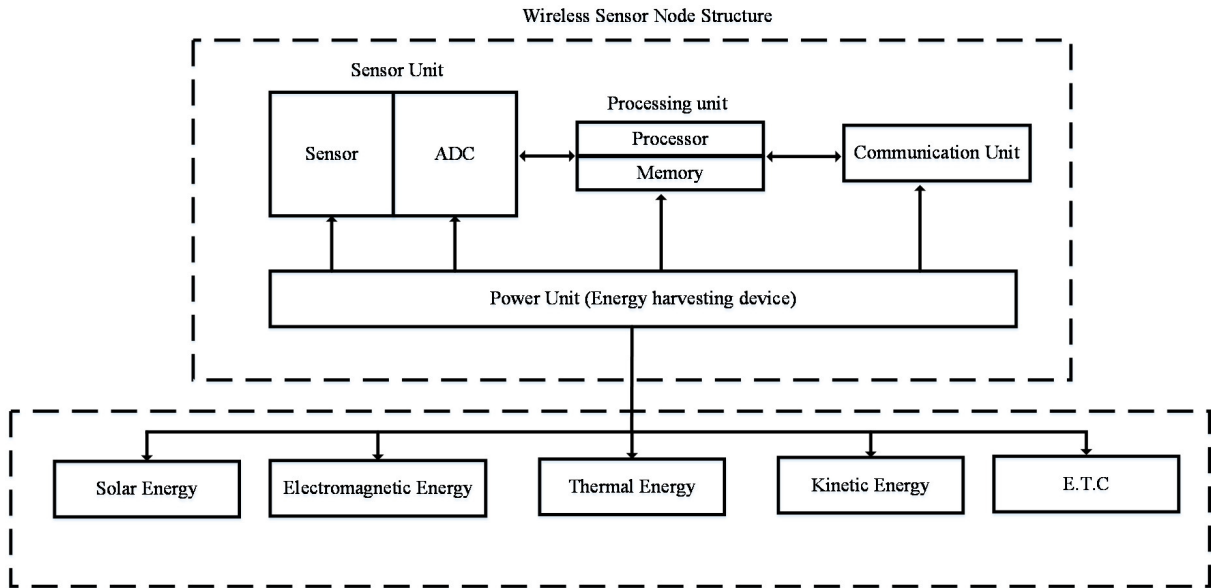 Wireless Sensor Node Structure
Sensor Unit
Processing unit
Sensor
ADC
Processor
Memory
Communication Unit
Power Unit (Energy harvesting device)
Solar Energy
Electromagnetic Energy
Thermal Energy
Kinetic Energy
E.T.C